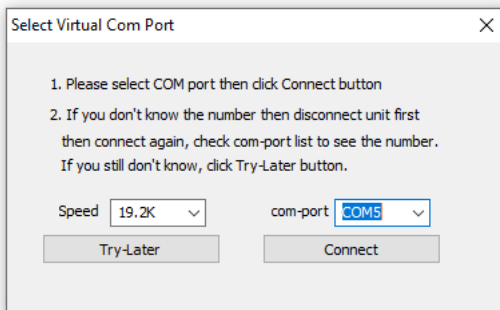 Select Virtual Com Port
1. Please select COM port then click Connect button
2. If you don't know the number then disconnect unit first
then connect again, check com-port list to see the number.
If you still don't know, click Try-Later button.
Speed 19.2K com-port COM5
Try-Later Connect